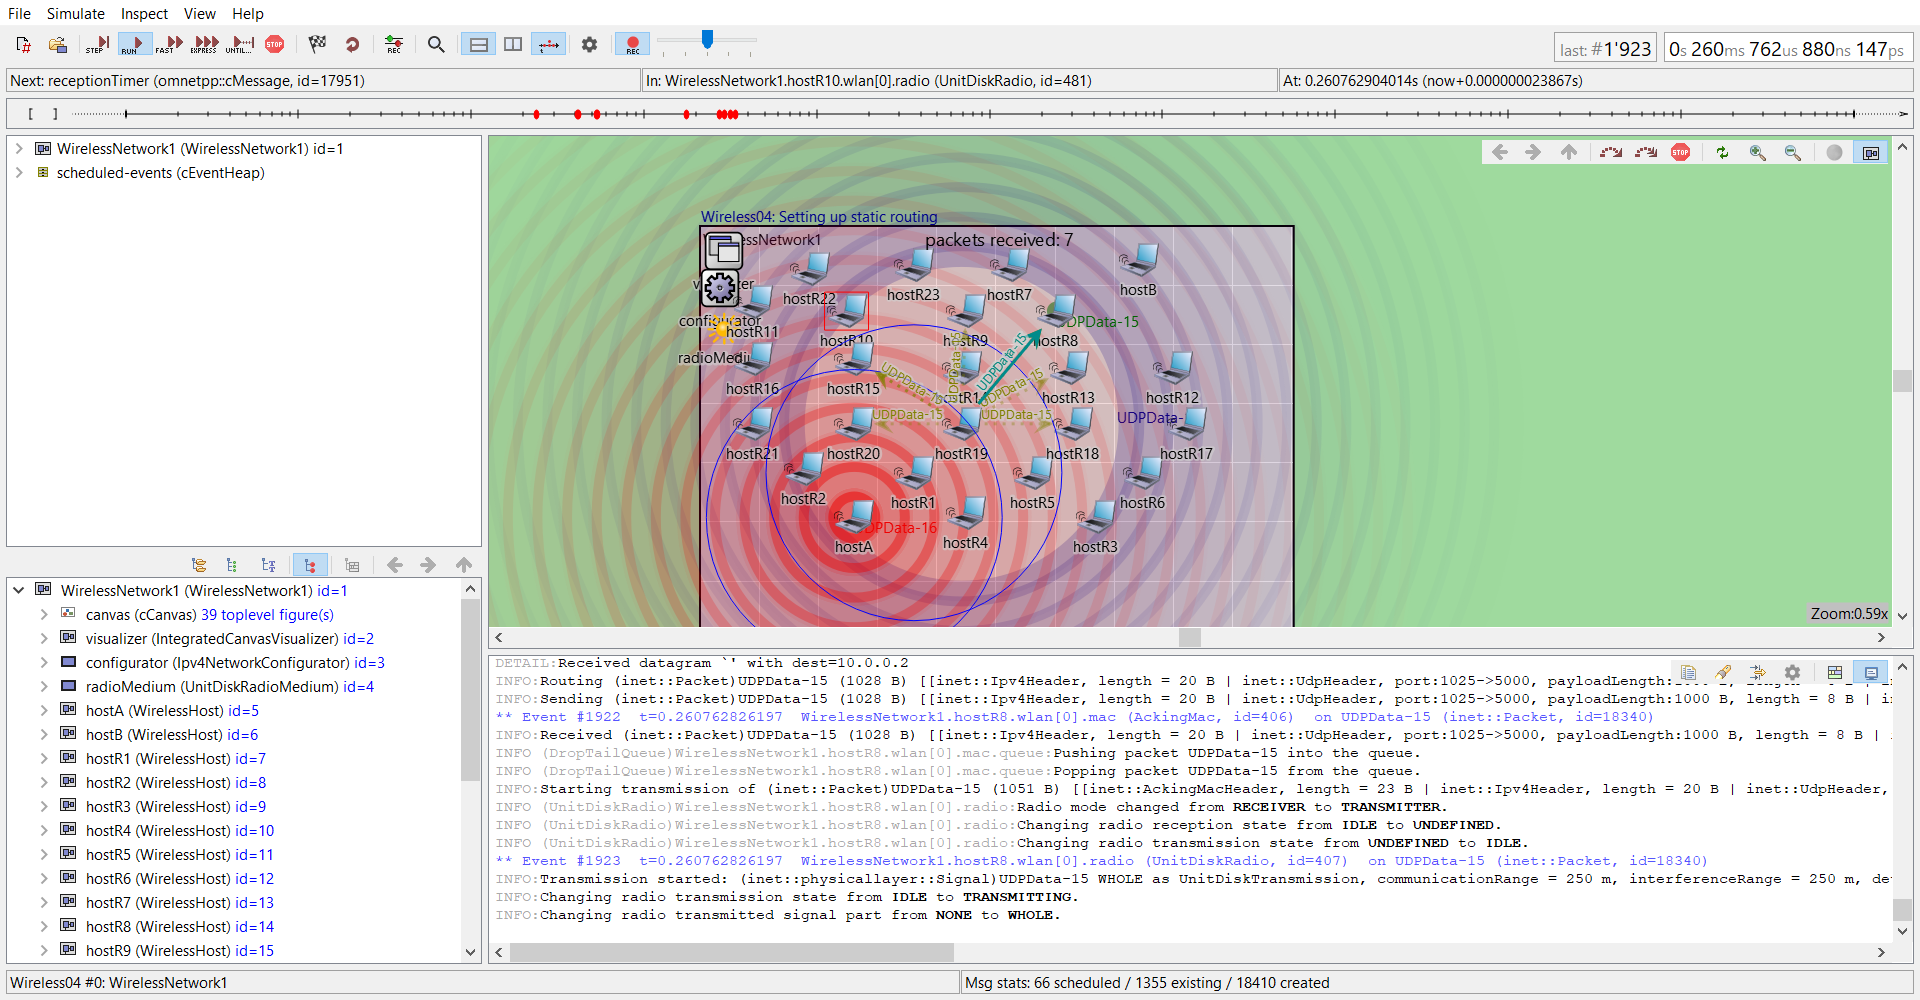 File Simulate Inspect View Help
STEP RUN FAST EXPRESS UNTIL... STOP REC REC
last: #1'923 0s 260ms 762us 880ns 147ps
Next: receptionTimer (omnetpp::cMessage, id=17951) In: WirelessNetwork1.hostR10.wlan[0].radio (UnitDiskRadio, id=481) At: 0.260762904014s (now+0.000000023867s)
[ ]
WirelessNetwork1 (WirelessNetwork1) id=1
scheduled-events (cEventHeap)
WirelessNetwork1 (WirelessNetwork1) id=1
canvas (cCanvas) 39 toplevel figure(s)
visualizer (IntegratedCanvasVisualizer) id=2
configurator (Ipv4NetworkConfigurator) id=3
radioMedium (UnitDiskRadioMedium) id=4
hostA (WirelessHost) id=5
hostB (WirelessHost) id=6
hostR1 (WirelessHost) id=7
hostR2 (WirelessHost) id=8
hostR3 (WirelessHost) id=9
hostR4 (WirelessHost) id=10
hostR5 (WirelessHost) id=11
hostR6 (WirelessHost) id=12
hostR7 (WirelessHost) id=13
hostR8 (WirelessHost) id=14
hostR9 (WirelessHost) id=15
STOP
Wireless04: Setting up static routing
essNetwork1 packets received: 7
hostR22 hostR23 hostR7 hostB
configurator hostR11 hostR10 hostR9 hostR8 UDPData-15
radioMedi hostR16 hostR15 hostR13 hostR12
UDPData-16 UDPData-15 UDPData-15 UDPData-15
UDPData-15 UDPData-15 UDPData-
hostR21 hostR20 hostR19 hostR18 hostR17
hostR2 hostR1 hostR5 hostR6
DPData-16
hostA hostR4 hostR3
Zoom:0.59x
DETAIL:Received datagram `' with dest=10.0.0.2
INFO:Routing (inet::Packet)UDPData-15 (1028 B) [[inet::Ipv4Header, length = 20 B | inet::UdpHeader, port:1025->5000, payloadLength:
INFO:Sending (inet::Packet)UDPData-15 (1028 B) [[inet::Ipv4Header, length = 20 B | inet::UdpHeader, port:1025->5000, payloadLength:1000 B, length = 8 B | i
** Event #1922 t=0.260762826197 WirelessNetwork1.hostR8.wlan[0].mac (AckingMac, id=406) on UDPData-15 (inet::Packet, id=18340)
INFO:Received (inet::Packet)UDPData-15 (1028 B) [[inet::Ipv4Header, length = 20 B | inet::UdpHeader, port:1025->5000, payloadLength:1000 B, length = 8 B |
INFO (DropTailQueue)WirelessNetwork1.hostR8.wlan[0].mac.queue:Pushing packet UDPData-15 into the queue.
INFO (DropTailQueue)WirelessNetwork1.hostR8.wlan[0].mac.queue:Popping packet UDPData-15 from the queue.
INFO:Starting transmission of (inet::Packet)UDPData-15 (1051 B) [[inet::AckingMacHeader, length = 23 B | inet::Ipv4Header, length = 20 B | inet::UdpHeader,
INFO (UnitDiskRadio)WirelessNetwork1.hostR8.wlan[0].radio:Radio mode changed from RECEIVER to TRANSMITTER.
INFO (UnitDiskRadio)WirelessNetwork1.hostR8.wlan[0].radio:Changing radio reception state from IDLE to UNDEFINED.
INFO (UnitDiskRadio)WirelessNetwork1.hostR8.wlan[0].radio:Changing radio transmission state from UNDEFINED to IDLE.
** Event #1923 t=0.260762826197 WirelessNetwork1.hostR8.wlan[0].radio (UnitDiskRadio, id=407) on UDPData-15 (inet::Packet, id=18340)
INFO:Transmission started: (inet::physicallayer::Signal)UDPData-15 WHOLE as UnitDiskTransmission, communicationRange = 250 m, interferenceRange = 250 m, de
INFO:Changing radio transmission state from IDLE to TRANSMITTING.
INFO:Changing radio transmitted signal part from NONE to WHOLE.
Wireless04 #0: WirelessNetwork1 Msg stats: 66 scheduled / 1355 existing / 18410 created